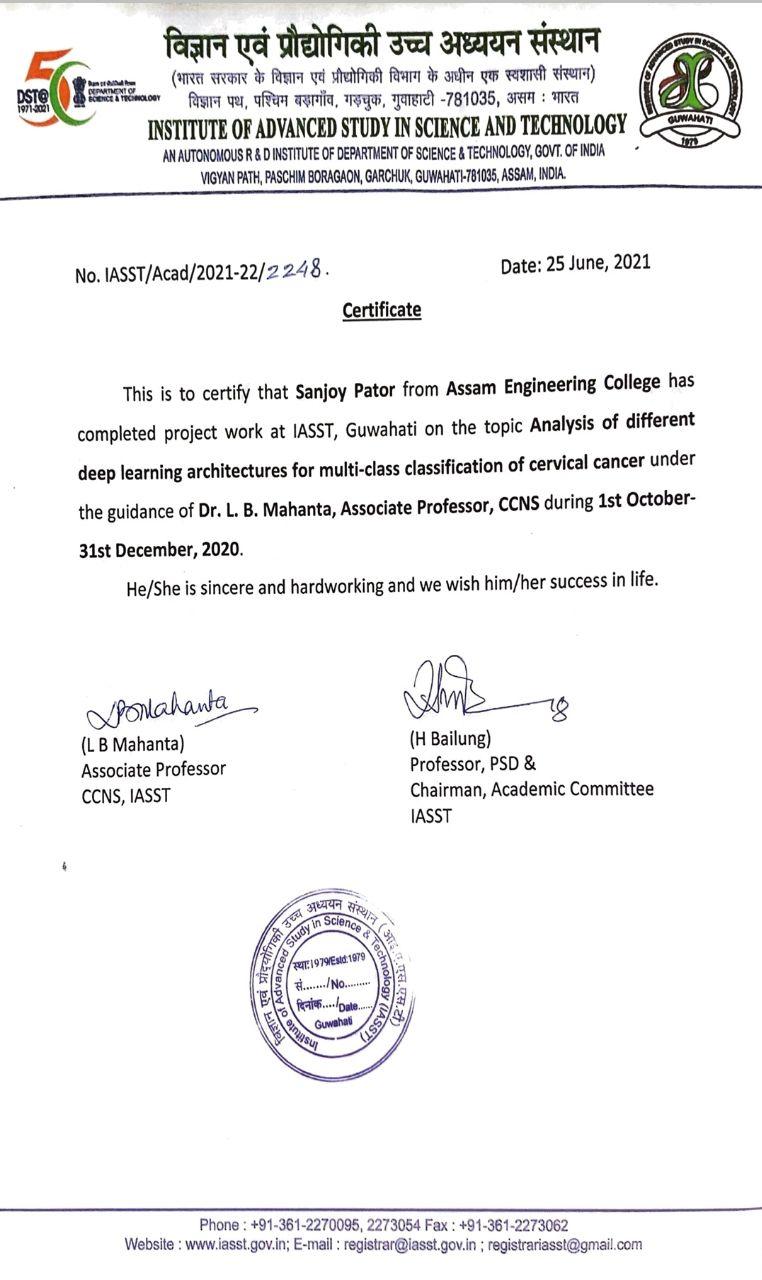 विज्ञान एवं प्रौद्योगिकी उच्च अध्ययन संस्थान
(भारत सरकार के विज्ञान एवं प्रौद्योगिकी विभाग के अधीन एक स्वशासी संस्थान)
विज्ञान पथ, पश्चिम बड़ागाँव, गड़चुक, गुवाहाटी -781035, असम : भारत
INSTITUTE OF ADVANCED STUDY IN SCIENCE AND TECHNOLOGY
AN AUTONOMOUS R & D INSTITUTE OF DEPARTMENT OF SCIENCE & TECHNOLOGY, GOVT. OF INDIA
VIGYAN PATH, PASCHIM BORAGAON, GARCHUK, GUWAHATI-781035, ASSAM, INDIA.
50
DST@
1971-2021
DEPARTMENT OF
SCIENCE & TECHNOLOGY
INSTITUTE OF ADVANCED STUDY IN SCIENCE AND TECHNOLOGY
GUWAHATI
1979
No. IASST/Acad/2021-22/2248.
Date: 25 June, 2021
Certificate
This is to certify that Sanjoy Pator from Assam Engineering College has
completed project work at IASST, Guwahati on the topic Analysis of different
deep learning architectures for multi-class classification of cervical cancer under
the guidance of Dr. L. B. Mahanta, Associate Professor, CCNS during 1st October-
31st December, 2020.
He/She is sincere and hardworking and we wish him/her success in life.
LBMahanta
(L B Mahanta)
Associate Professor
CCNS, IASST
(H Bailung)
Professor, PSD &
Chairman, Academic Committee
IASST
विज्ञान एवं प्रौद्योगिकी उच्च अध्ययन संस्थान (आई.ए.एस.एस.टी)
Institute of Advanced Study in Science & Technology (IASST)
स्था:1979/Estd:1979
सं......./No.........
दिनांक..../Date.....
Guwahati
Phone : +91-361-2270095, 2273054 Fax : +91-361-2273062
Website : www.iasst.gov.in; E-mail : registrar@iasst.gov.in ; registrariasst@gmail.com